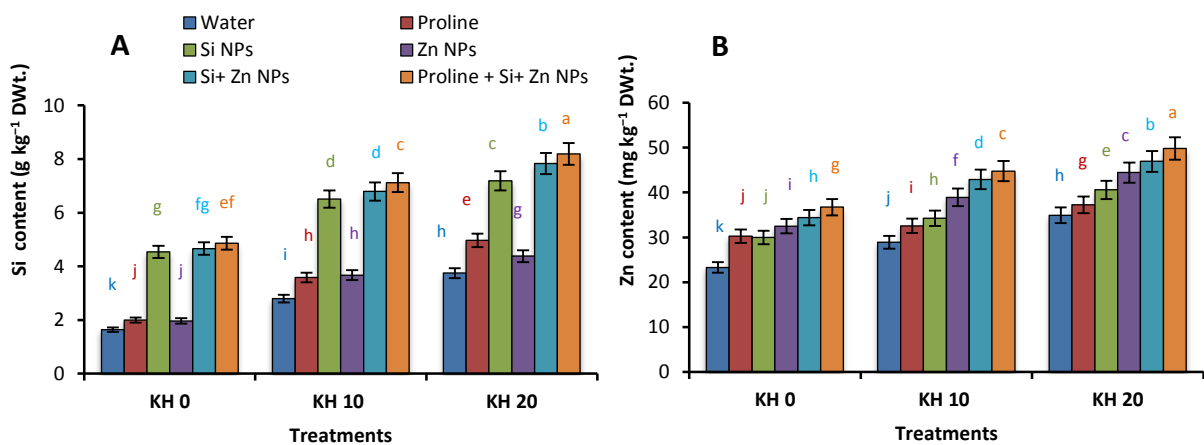 Water
Proline
Si NPs
Zn NPs
Si+ Zn NPs
Proline + Si+ Zn NPs
A
Si content (g kg⁻¹ DWt.)
10
8
6
4
2
0
k
j
g
j
fg
ef
i
h
d
h
d
c
h
e
c
g
b
a
KH 0
KH 10
KH 20
Treatments
B
Zn content (mg kg⁻¹ DWt.)
60
50
40
30
20
10
0
k
j
j
i
h
g
j
i
h
f
d
c
h
g
e
c
b
a
KH 0
KH 10
KH 20
Treatments